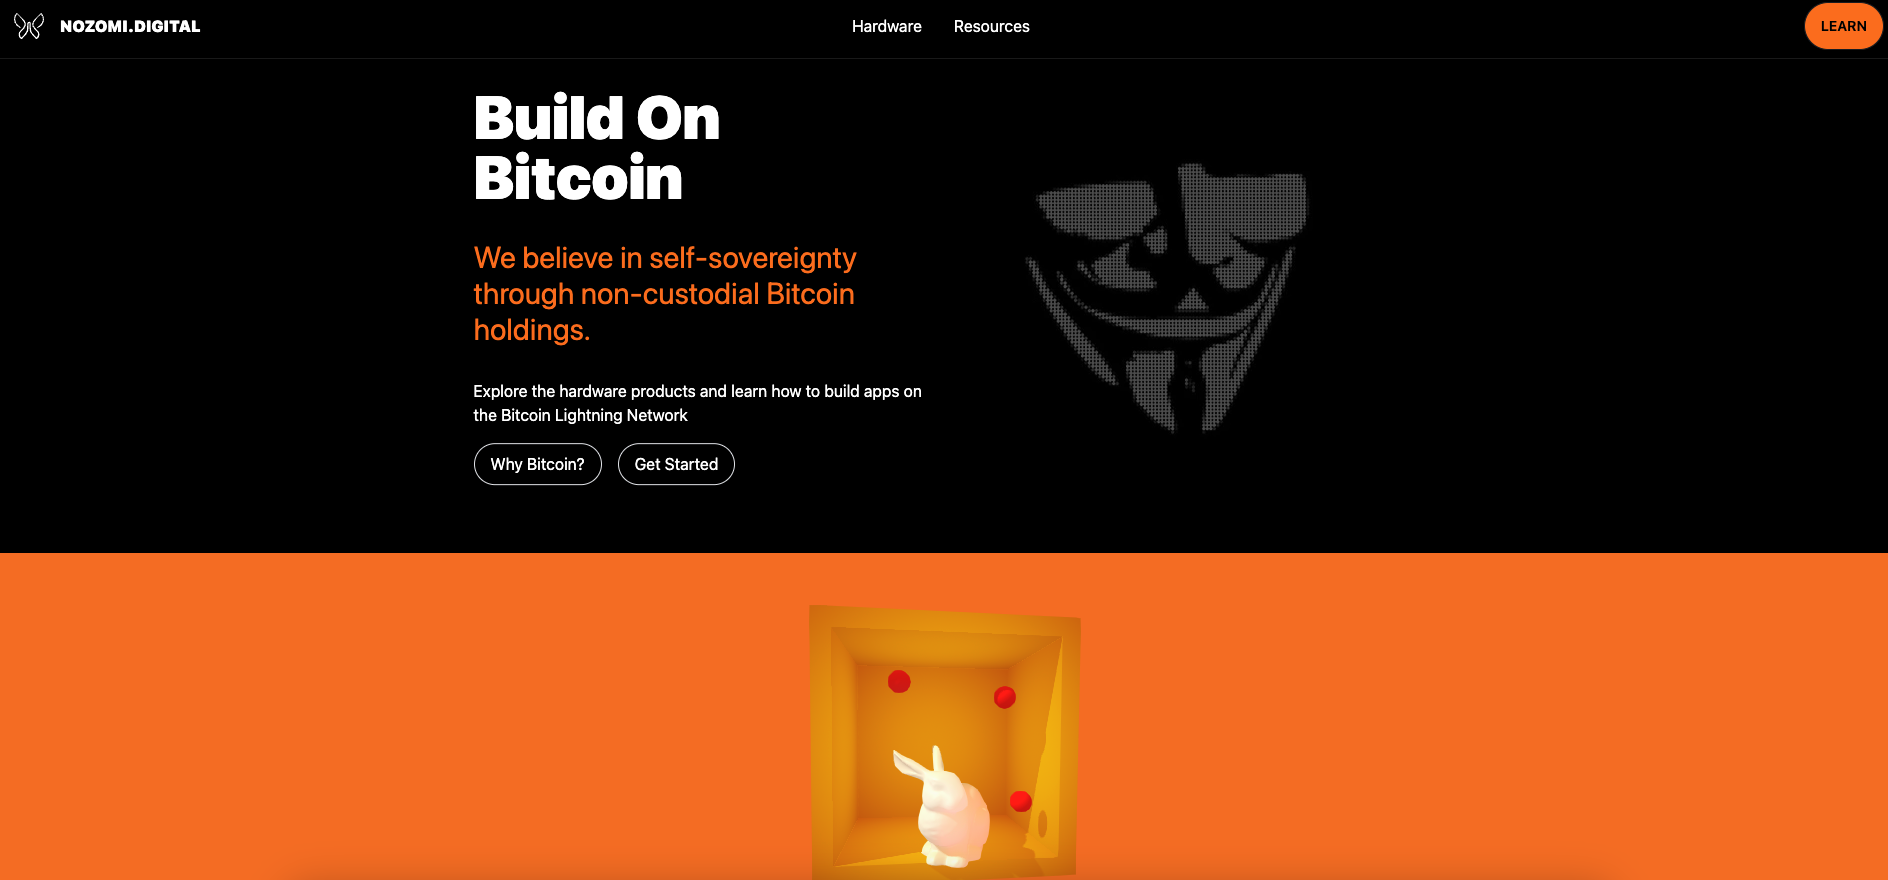 NOZOMI.DIGITAL
Hardware
Resources
LEARN
Build On
Bitcoin
We believe in self-sovereignty
through non-custodial Bitcoin
holdings.
Explore the hardware products and learn how to build apps on
the Bitcoin Lightning Network
Why Bitcoin?
Get Started